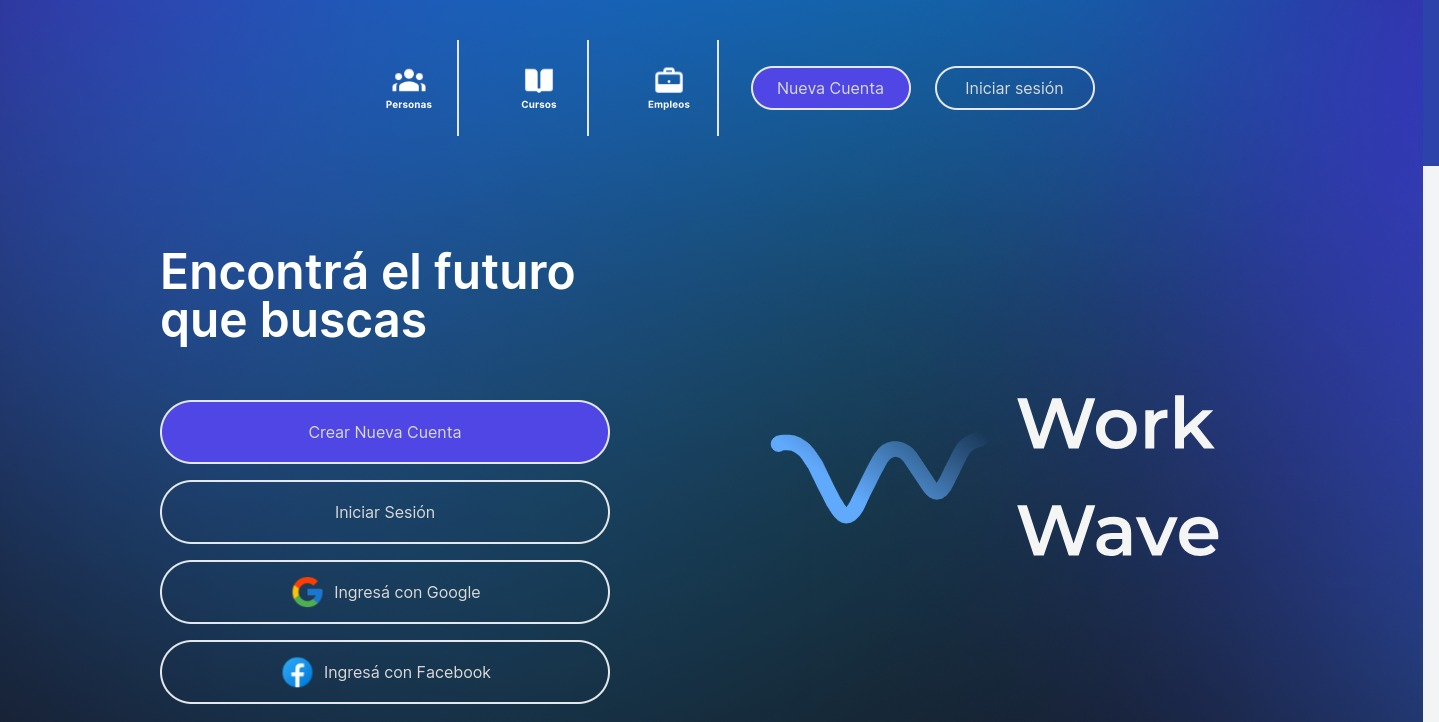 Personas
Cursos
Empleos
Nueva Cuenta
Iniciar sesión
Encontrá el futuro
que buscas
Crear Nueva Cuenta
Iniciar Sesión
Ingresá con Google
Ingresá con Facebook
Work
Wave